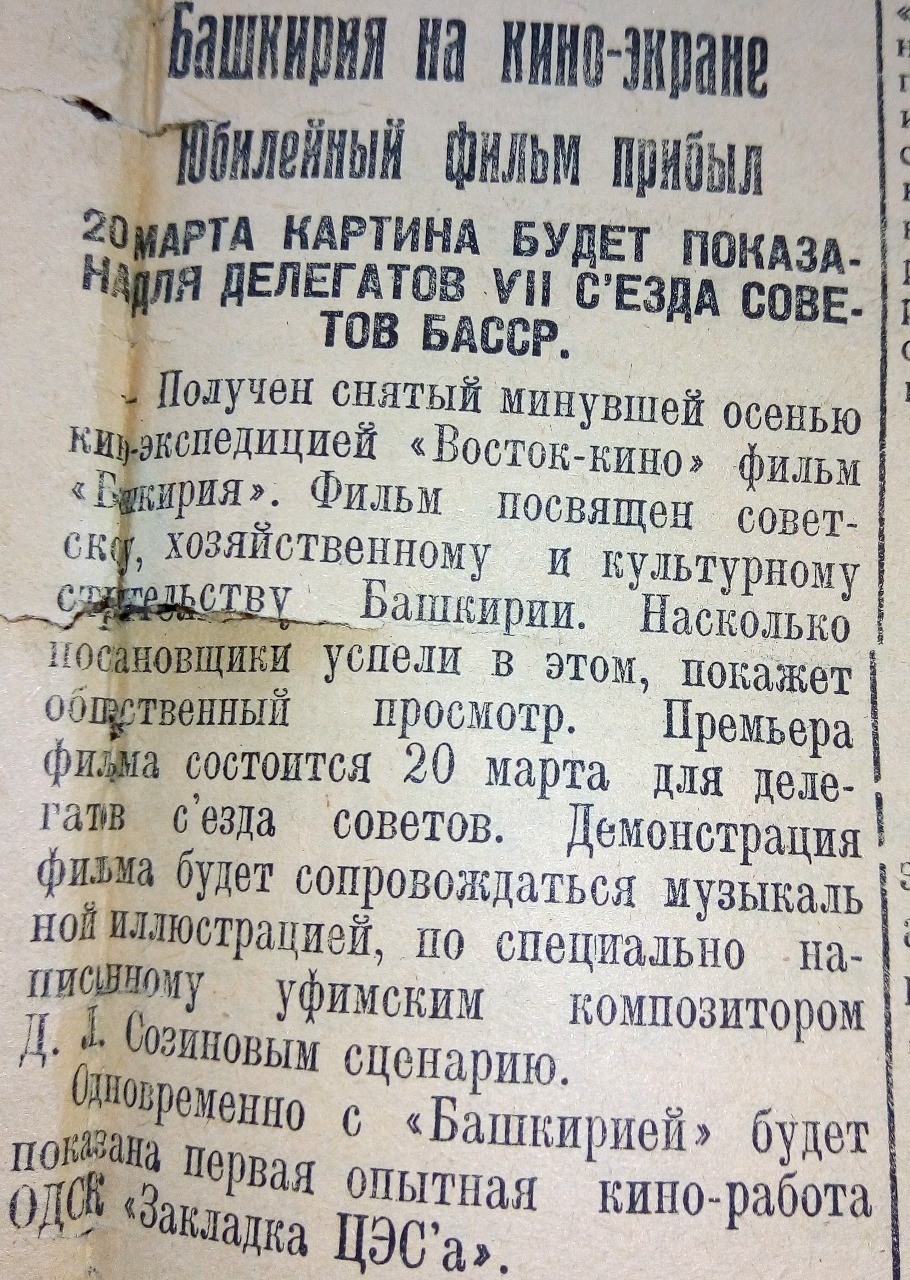 Башкирия на кино-экране
Юбилейный фильм прибыл
20 МАРТА КАРТИНА БУДЕТ ПОКАЗА-
НА ДЛЯ ДЕЛЕГАТОВ VII С'ЕЗДА СОВЕ-
ТОВ БАССР.
Получен снятый минувшей осенью
кино-экспедицией «Восток-кино» фильм
«Башкирия». Фильм посвящен совет-
скому, хозяйственному и культурному
строительству Башкирии. Насколько
постановщики успели в этом, покажет
общественный просмотр. Премьера
фильма состоится 20 марта для деле-
гатов с'езда советов. Демонстрация
фильма будет сопровождаться музыкаль
ной иллюстрацией, по специально на-
писанному уфимским композитором
Д. Созиновым сценарию.
Одновременно с «Башкирией» будет
показана первая опытная кино-работа
ОДСК «Закладка ЦЭС'а».